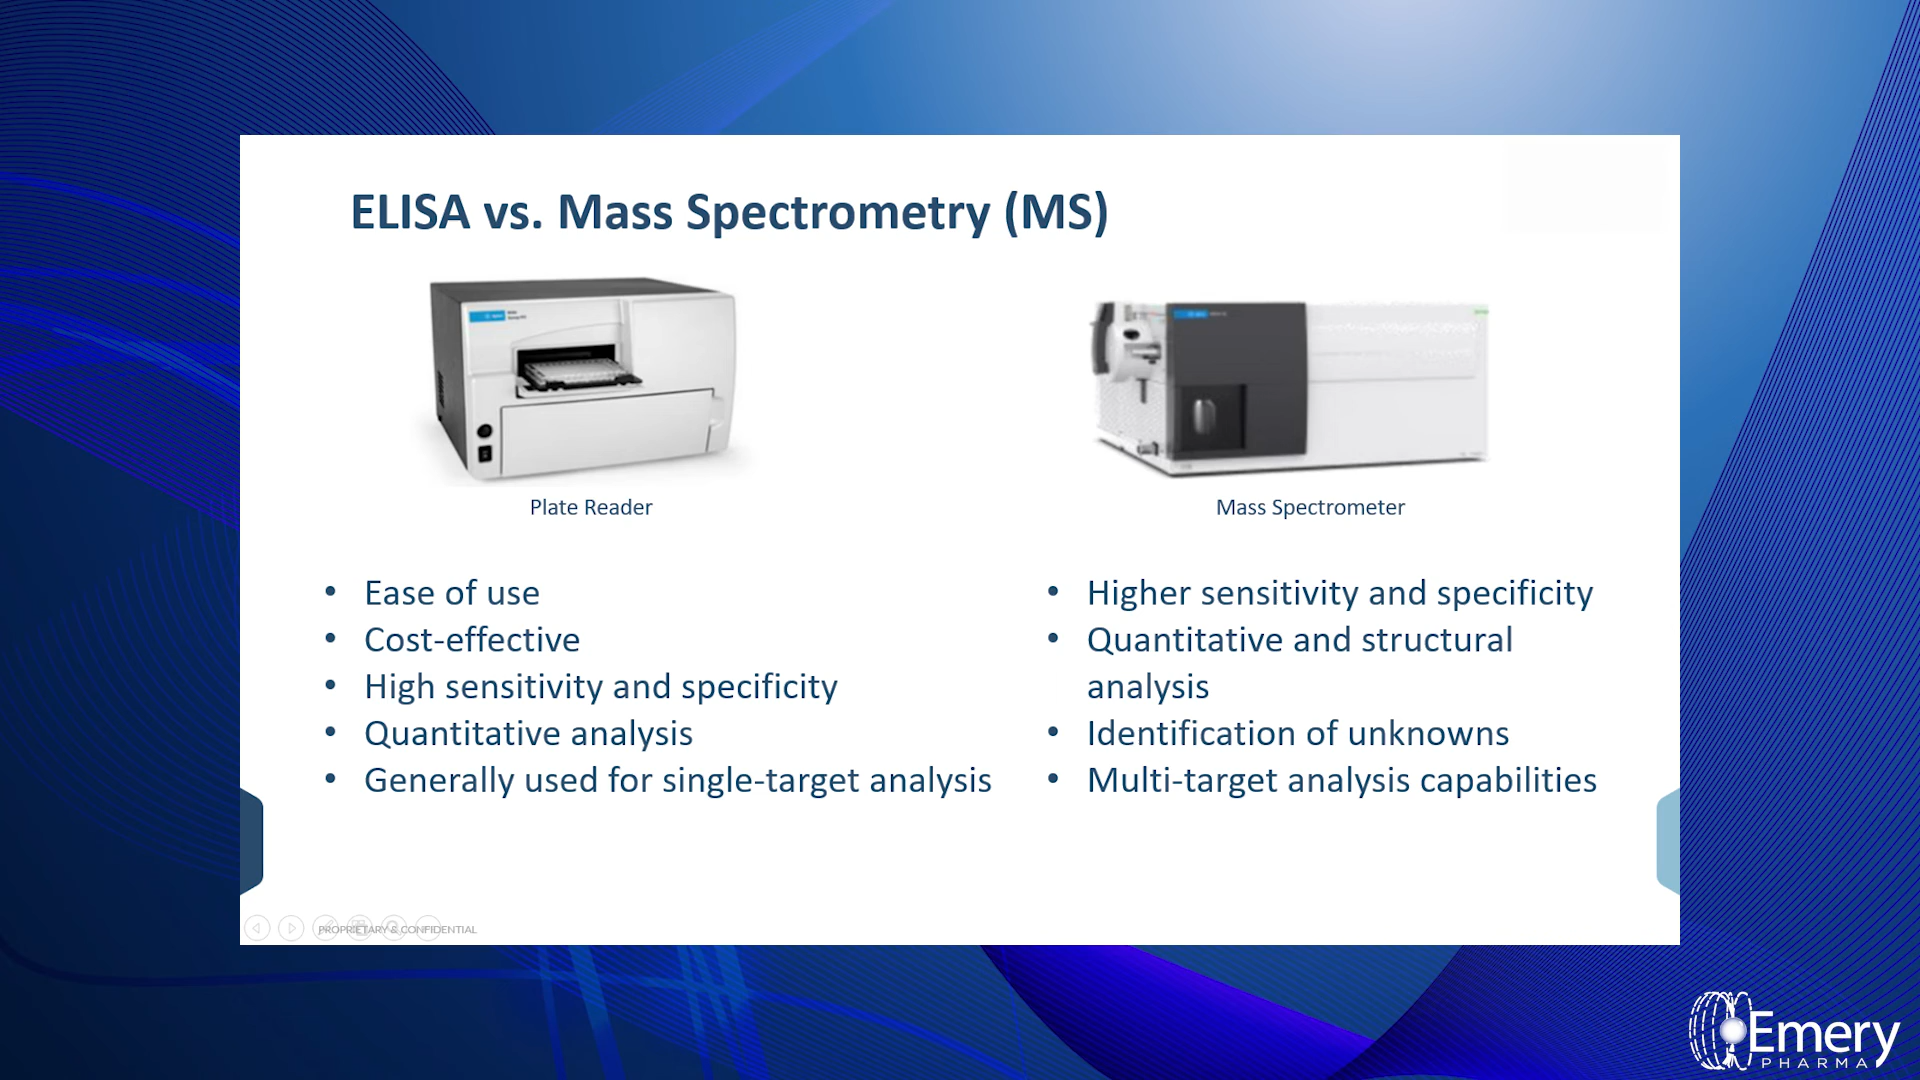 ELISA vs. Mass Spectrometry (MS)
Plate Reader
Mass Spectrometer
• Ease of use
• Cost-effective
• High sensitivity and specificity
• Quantitative analysis
• Generally used for single-target analysis
• Higher sensitivity and specificity
• Quantitative and structural
analysis
• Identification of unknowns
• Multi-target analysis capabilities
PROPRIETARY & CONFIDENTIAL
Emery
PHARMA